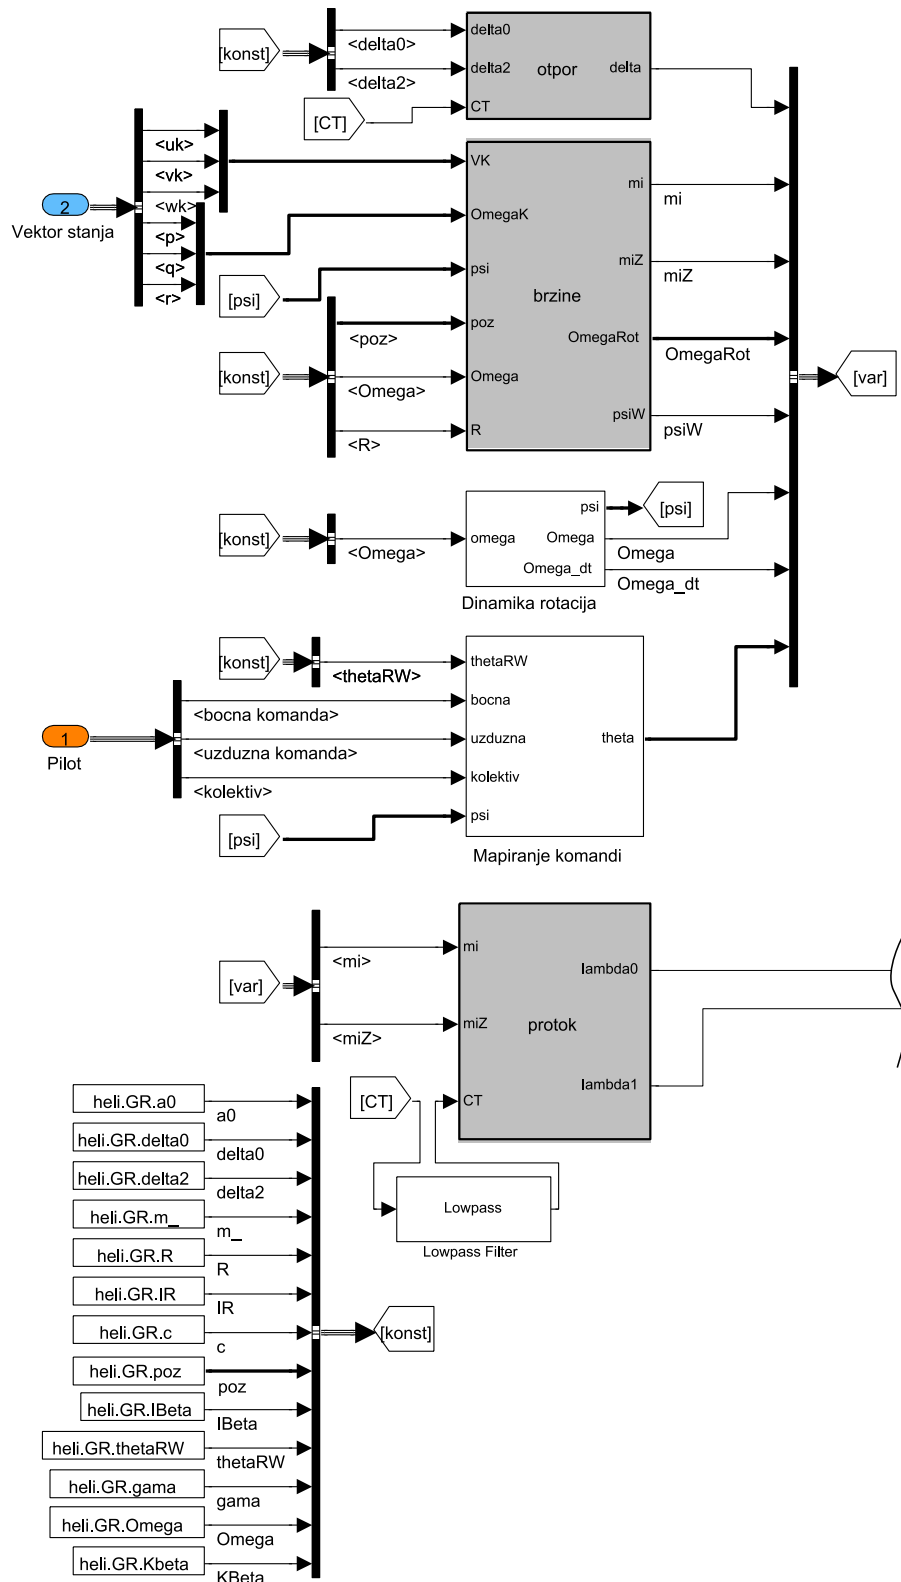 [konst]
<delta0>
<delta2>
[CT]
delta0
delta2
CT
otpor
delta
2
Vektor stanja
<uk>
<vk>
<wk>
<p>
<q>
<r>
[psi]
[konst]
<poz>
<Omega>
<R>
VK
OmegaK
psi
poz
Omega
R
brzine
mi
miZ
OmegaRot
psiW
mi
miZ
OmegaRot
psiW
[var]
[konst]
<Omega>
omega
psi
Omega
Omega_dt
Dinamika rotacija
[psi]
Omega
Omega_dt
[konst]
<thetaRW>
1
Pilot
<bocna komanda>
<uzduzna komanda>
<kolektiv>
[psi]
thetaRW
bocna
uzduzna
kolektiv
psi
theta
Mapiranje komandi
[var]
<mi>
<miZ>
mi
miZ
CT
protok
lambda0
lambda1
[CT]
Lowpass
Lowpass Filter
heli.GR.a0
a0
heli.GR.delta0
delta0
heli.GR.delta2
delta2
heli.GR.m_
m_
heli.GR.R
R
heli.GR.IR
IR
heli.GR.c
c
heli.GR.poz
poz
heli.GR.IBeta
IBeta
heli.GR.thetaRW
thetaRW
heli.GR.gama
gama
heli.GR.Omega
Omega
heli.GR.Kbeta
KBeta
[konst]